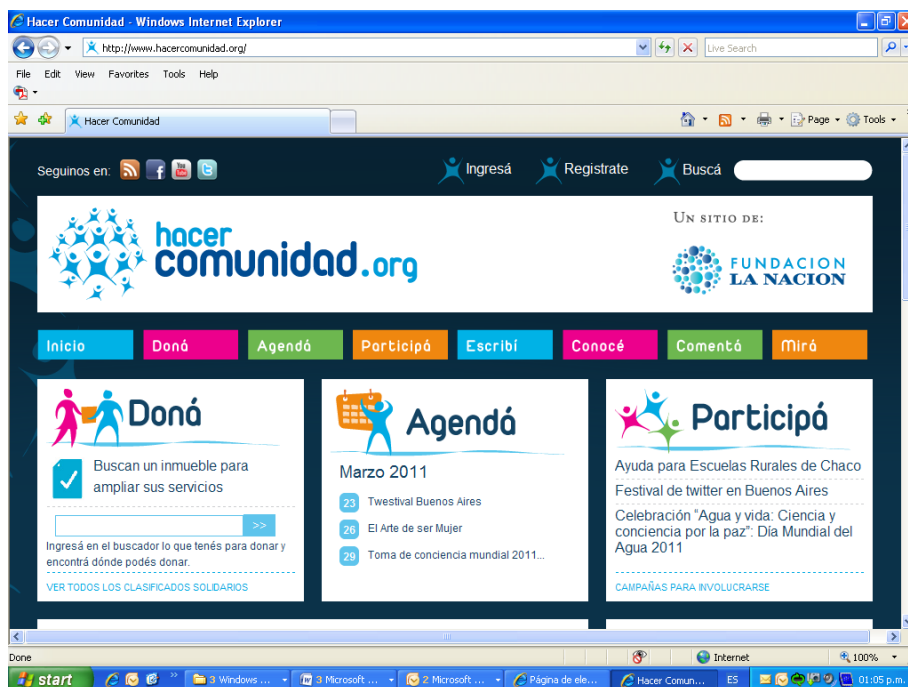 Hacer Comunidad - Windows Internet Explorer
http://www.hacercomunidad.org/
Live Search
File Edit View Favorites Tools Help
Hacer Comunidad
Page Tools
Seguinos en:
You Tube
Ingresá
Registrate
Buscá
hacer
comunidad.org
UN SITIO DE:
FUNDACION
LA NACION
Inicio
Doná
Agendá
Participá
Escribí
Conocé
Comentá
Mirá
Doná
Buscan un inmueble para
ampliar sus servicios
>>
Ingresá en el buscador lo que tenés para donar y
encontrá dónde podés donar.
VER TODOS LOS CLASIFICADOS SOLIDARIOS
Agendá
Marzo 2011
23 Twestival Buenos Aires
26 El Arte de ser Mujer
29 Toma de conciencia mundial 2011...
Participá
Ayuda para Escuelas Rurales de Chaco
Festival de twitter en Buenos Aires
Celebración "Agua y vida: Ciencia y
conciencia por la paz": Día Mundial del
Agua 2011
CAMPAÑAS PARA INVOLUCRARSE
Done
Internet
100%
start
3 Windows ...
3 Microsoft ...
2 Microsoft ...
Página de ele...
Hacer Comun...
ES
01:05 p.m.